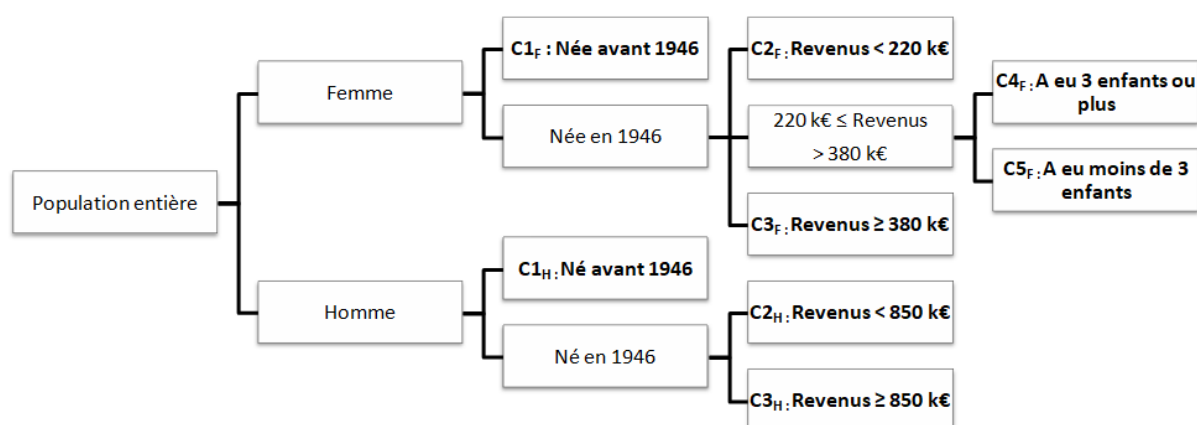 Population entière
Femme
C1F : Née avant 1946
Née en 1946
C2F : Revenus < 220 k€
220 k€ ≤ Revenus
> 380 k€
C4F : A eu 3 enfants ou
plus
C5F : A eu moins de 3
enfants
C3F : Revenus ≥ 380 k€
Homme
C1H : Né avant 1946
Né en 1946
C2H : Revenus < 850 k€
C3H : Revenus ≥ 850 k€